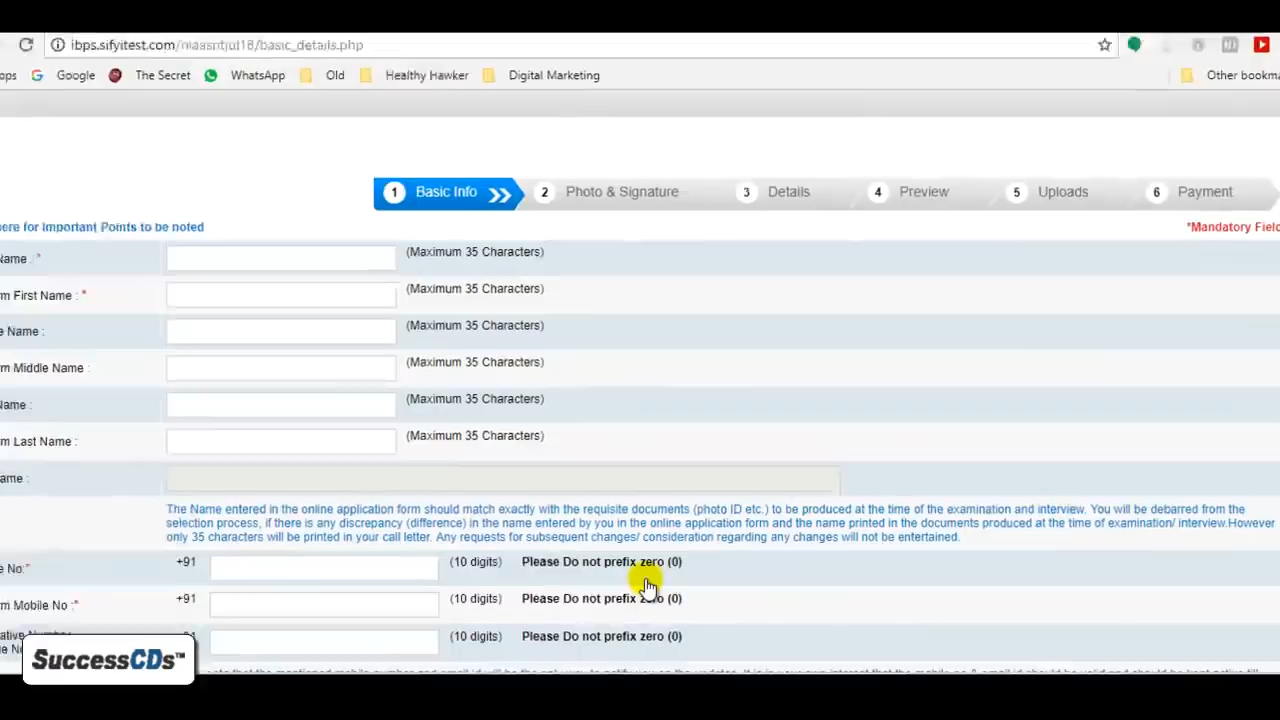 ibps.sifyitest.com/niaasntjul18/basic_details.php
ops Google The Secret WhatsApp Old Healthy Hawker Digital Marketing Other bookma
1 Basic Info 2 Photo & Signature 3 Details 4 Preview 5 Uploads 6 Payment
ere for Important Points to be noted *Mandatory Field
Name : * (Maximum 35 Characters)
rm First Name : * (Maximum 35 Characters)
e Name : (Maximum 35 Characters)
rm Middle Name : (Maximum 35 Characters)
Name : (Maximum 35 Characters)
rm Last Name : (Maximum 35 Characters)
ame :
The Name entered in the online application form should match exactly with the requisite documents (photo ID etc.) to be produced at the time of the examination and interview. You will be debarred from the
selection process, if there is any discrepancy (difference) in the name entered by you in the online application form and the name printed in the documents produced at the time of examination/ interview.However
only 35 characters will be printed in your call letter. Any requests for subsequent changes/ consideration regarding any changes will not be entertained.
e No:* +91 (10 digits) Please Do not prefix zero (0)
rm Mobile No :* +91 (10 digits) Please Do not prefix zero (0)
(10 digits) Please Do not prefix zero (0)
SuccessCDs™